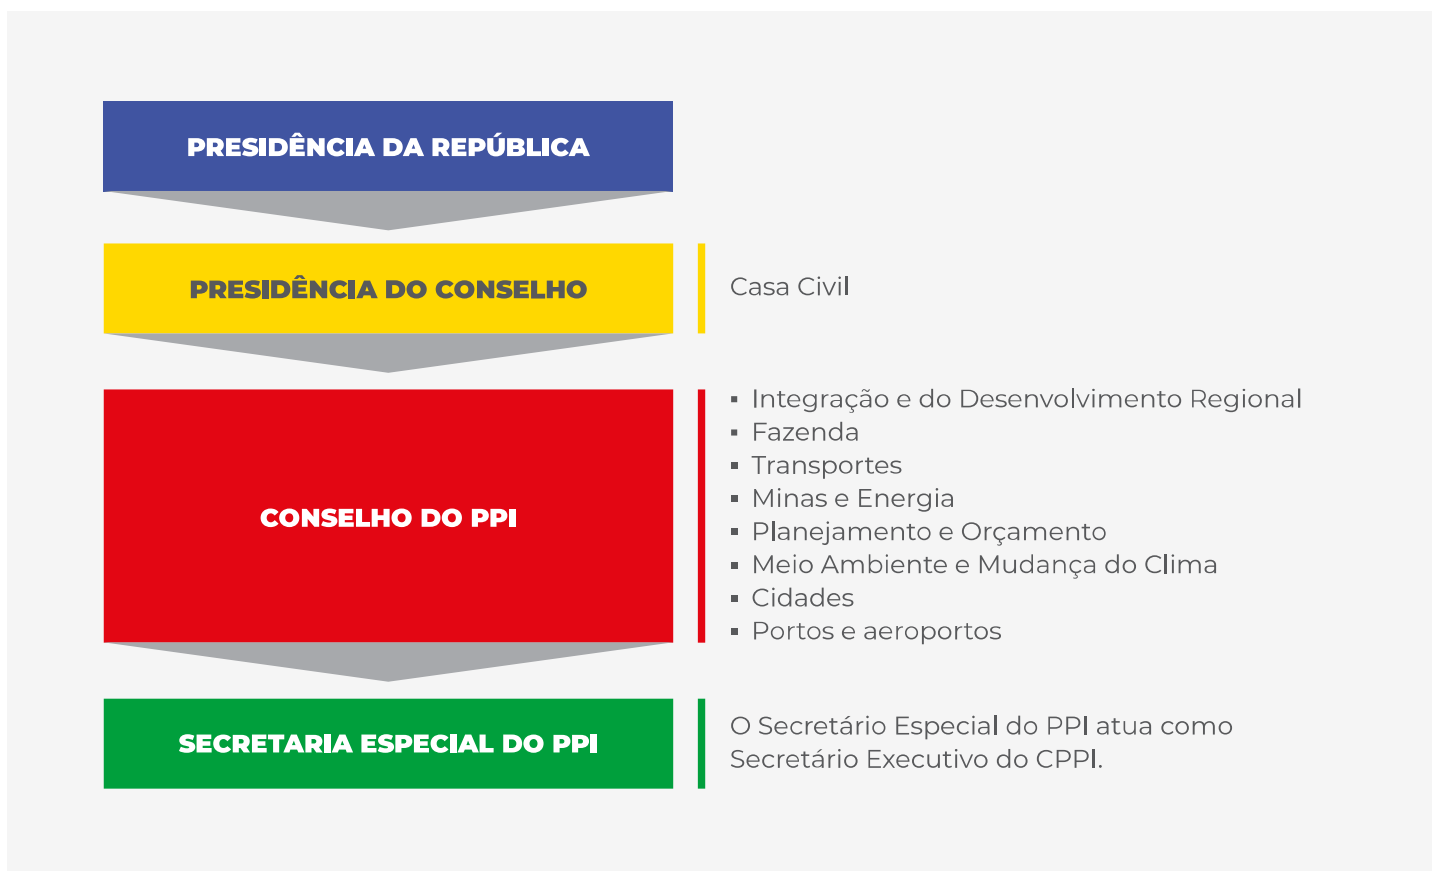 PRESIDÊNCIA DA REPÚBLICA
PRESIDÊNCIA DO CONSELHO
Casa Civil
CONSELHO DO PPI
▪ Integração e do Desenvolvimento Regional
▪ Fazenda
▪ Transportes
▪ Minas e Energia
▪ Planejamento e Orçamento
▪ Meio Ambiente e Mudança do Clima
▪ Cidades
▪ Portos e aeroportos
SECRETARIA ESPECIAL DO PPI
O Secretário Especial do PPI atua como
Secretário Executivo do CPPI.